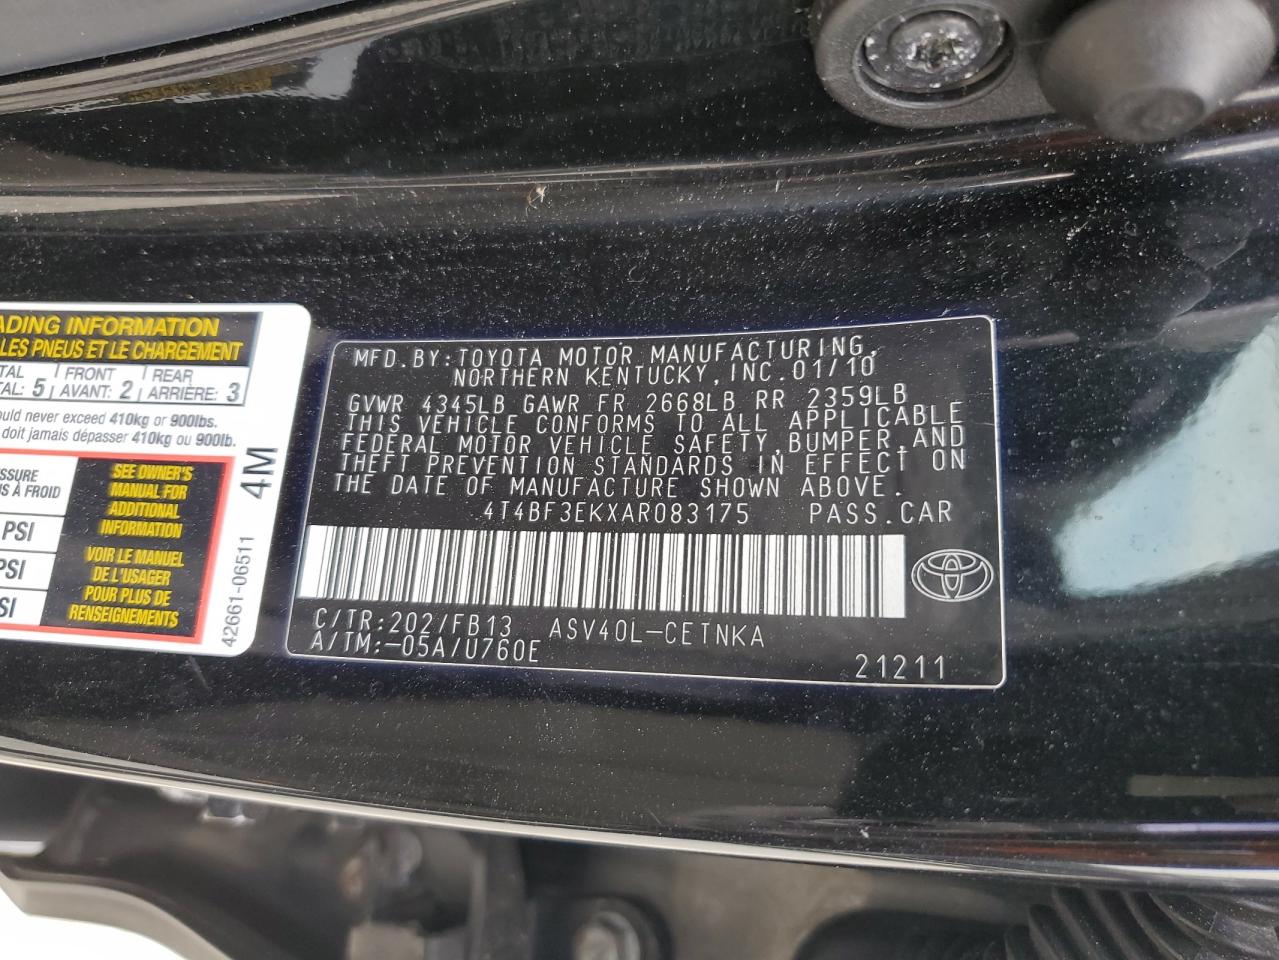 ADING INFORMATION
LES PNEUS ET LE CHARGEMENT
TAL FRONT REAR
TAL: 5 AVANT: 2 ARRIÈRE: 3
ould never exceed 410kg or 900lbs.
doit jamais dépasser 410kg ou 900lb.
SSURE
S À FROID
PSI
PSI
SI
SEE OWNER'S
MANUAL FOR
ADDITIONAL
INFORMATION
VOIR LE MANUEL
DE L'USAGER
POUR PLUS DE
RENSEIGNEMENTS
42661-06511 4M
MFD.BY:TOYOTA MOTOR MANUFACTURING,
NORTHERN KENTUCKY,INC.01/10
GVWR 4345LB GAWR FR 2668LB RR 2359LB
THIS VEHICLE CONFORMS TO ALL APPLICABLE
FEDERAL MOTOR VEHICLE SAFETY,BUMPER,AND
THEFT PREVENTION STANDARDS IN EFFECT ON
THE DATE OF MANUFACTURE SHOWN ABOVE.
4T4BF3EKXAR083175 PASS.CAR
C/TR:202/FB13 ASV40L-CETNKA
A/TM:-05A/U760E
21211